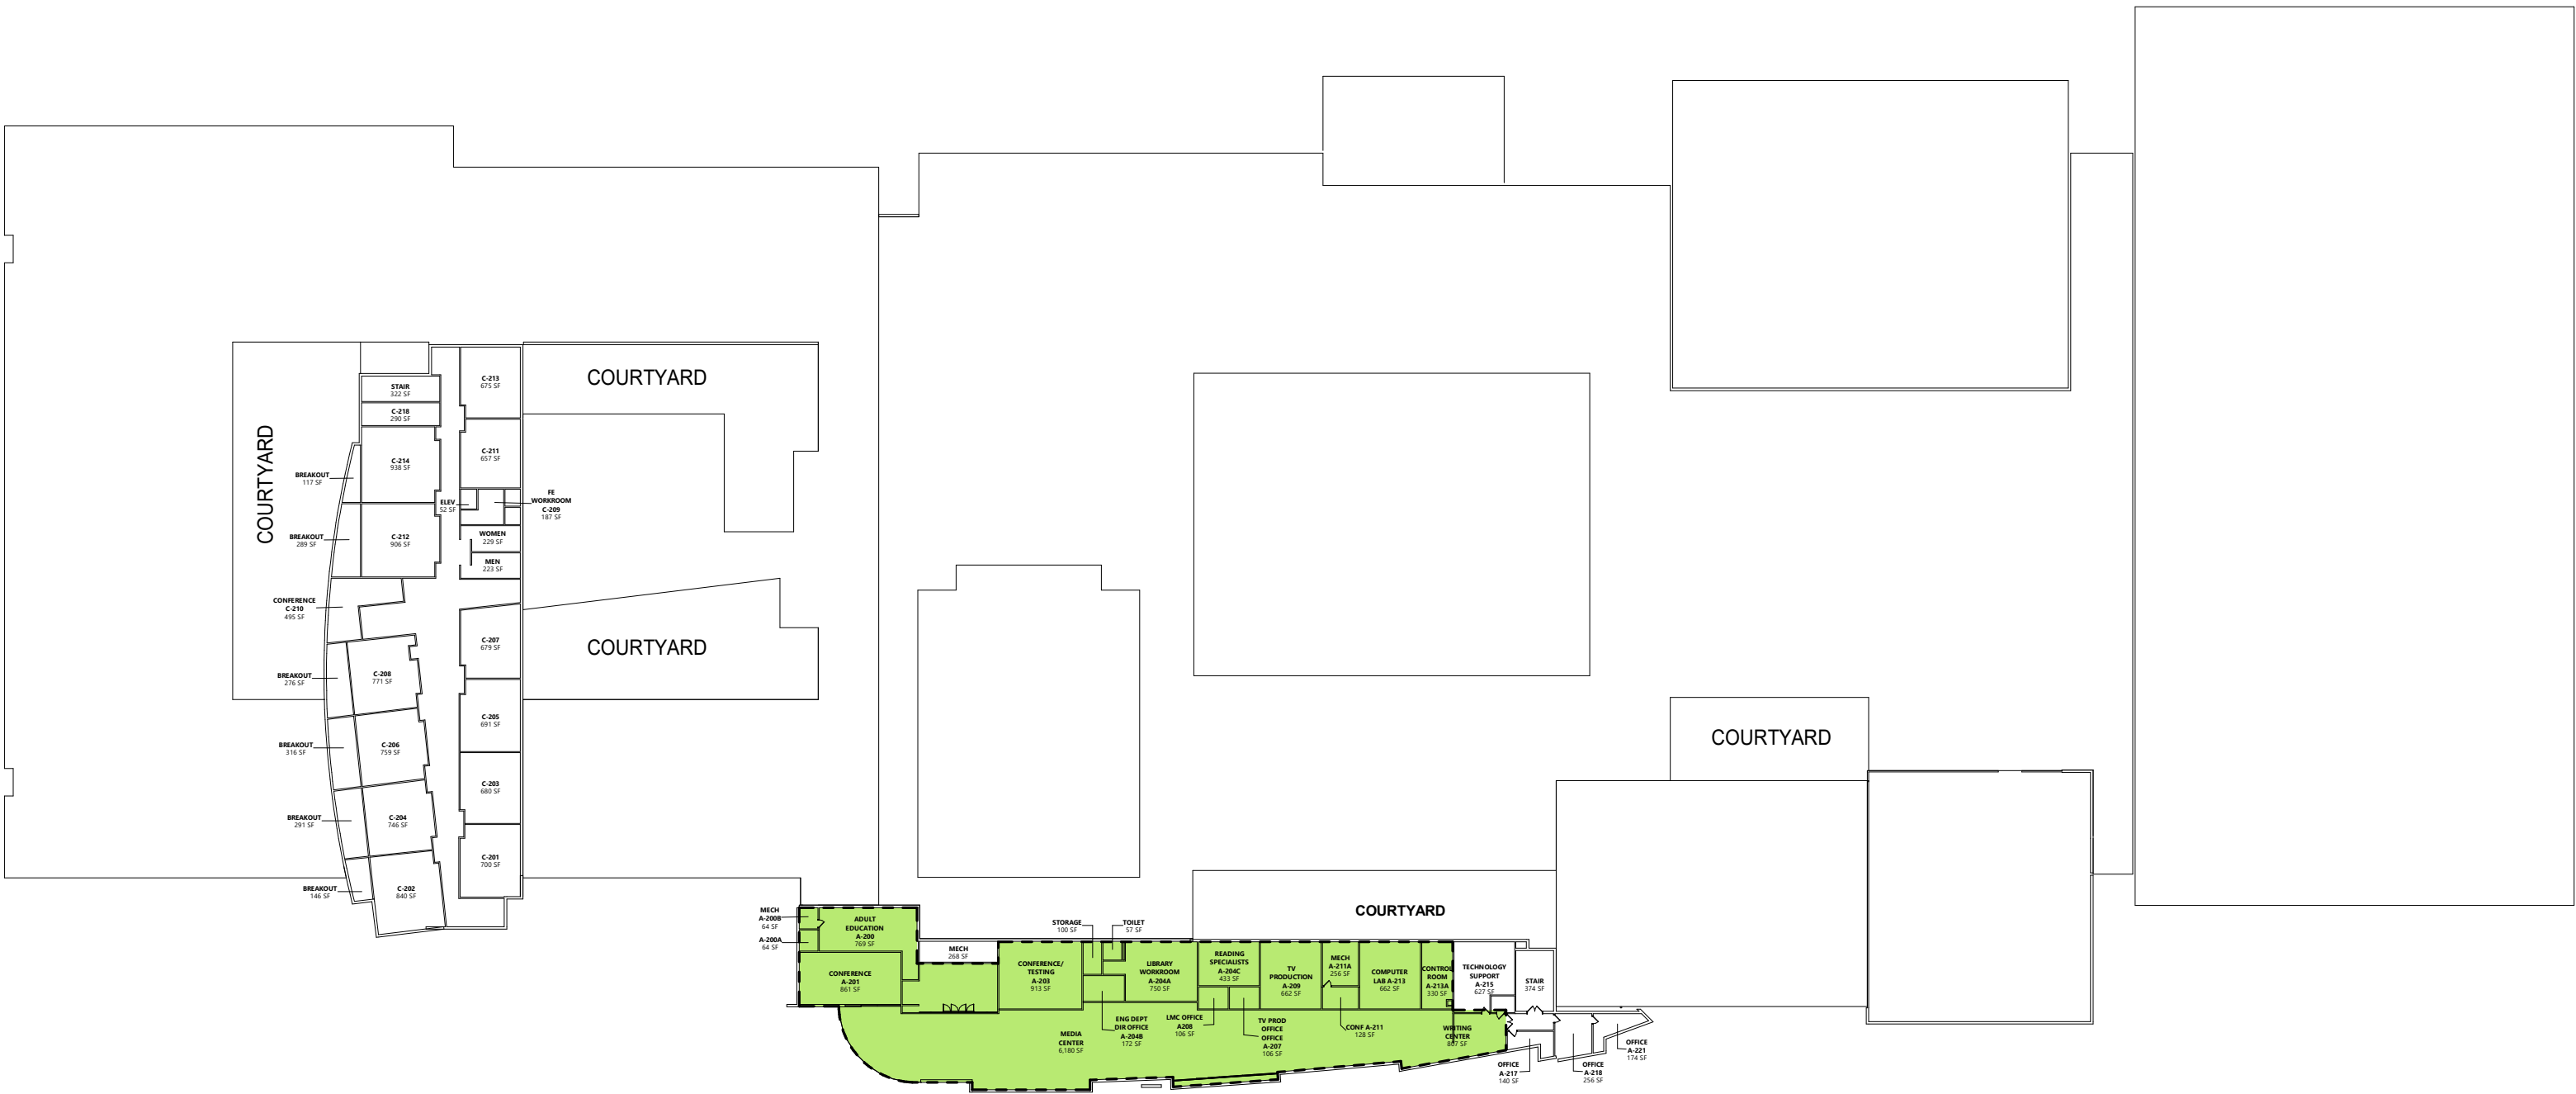 COURTYARD
COURTYARD
COURTYARD
COURTYARD
COURTYARD
STAIR
322 SF
C-218
290 SF
C-214
938 SF
C-212
906 SF
C-213
675 SF
C-211
657 SF
BREAKOUT
117 SF
BREAKOUT
289 SF
ELEV
52 SF
FE
WORKROOM
C-209
187 SF
WOMEN
229 SF
MEN
223 SF
CONFERENCE
C-210
495 SF
C-207
679 SF
BREAKOUT
276 SF
C-208
771 SF
C-205
691 SF
BREAKOUT
316 SF
C-206
759 SF
C-203
680 SF
BREAKOUT
291 SF
C-204
746 SF
C-201
700 SF
BREAKOUT
146 SF
C-202
840 SF
MECH
A-200B
64 SF
A-200A
64 SF
ADULT
EDUCATION
A-200
769 SF
CONFERENCE
A-201
861 SF
MECH
268 SF
STORAGE
100 SF
TOILET
57 SF
CONFERENCE/
TESTING
A-203
913 SF
LIBRARY
WORKROOM
A-204A
750 SF
READING
SPECIALISTS
A-204C
433 SF
TV
PRODUCTION
A-209
662 SF
MECH
A-211A
256 SF
COMPUTER
LAB A-213
662 SF
CONTROL
ROOM
A-213A
330 SF
TECHNOLOGY
SUPPORT
A-215
627 SF
STAIR
374 SF
MEDIA
CENTER
6,180 SF
ENG DEPT
DIR OFFICE
A-204B
172 SF
LMC OFFICE
A208
106 SF
TV PROD
OFFICE
OFFICE
A-207
106 SF
CONF A-211
128 SF
WRITING
CENTER
867 SF
OFFICE
A-217
140 SF
OFFICE
A-218
256 SF
OFFICE
A-221
174 SF